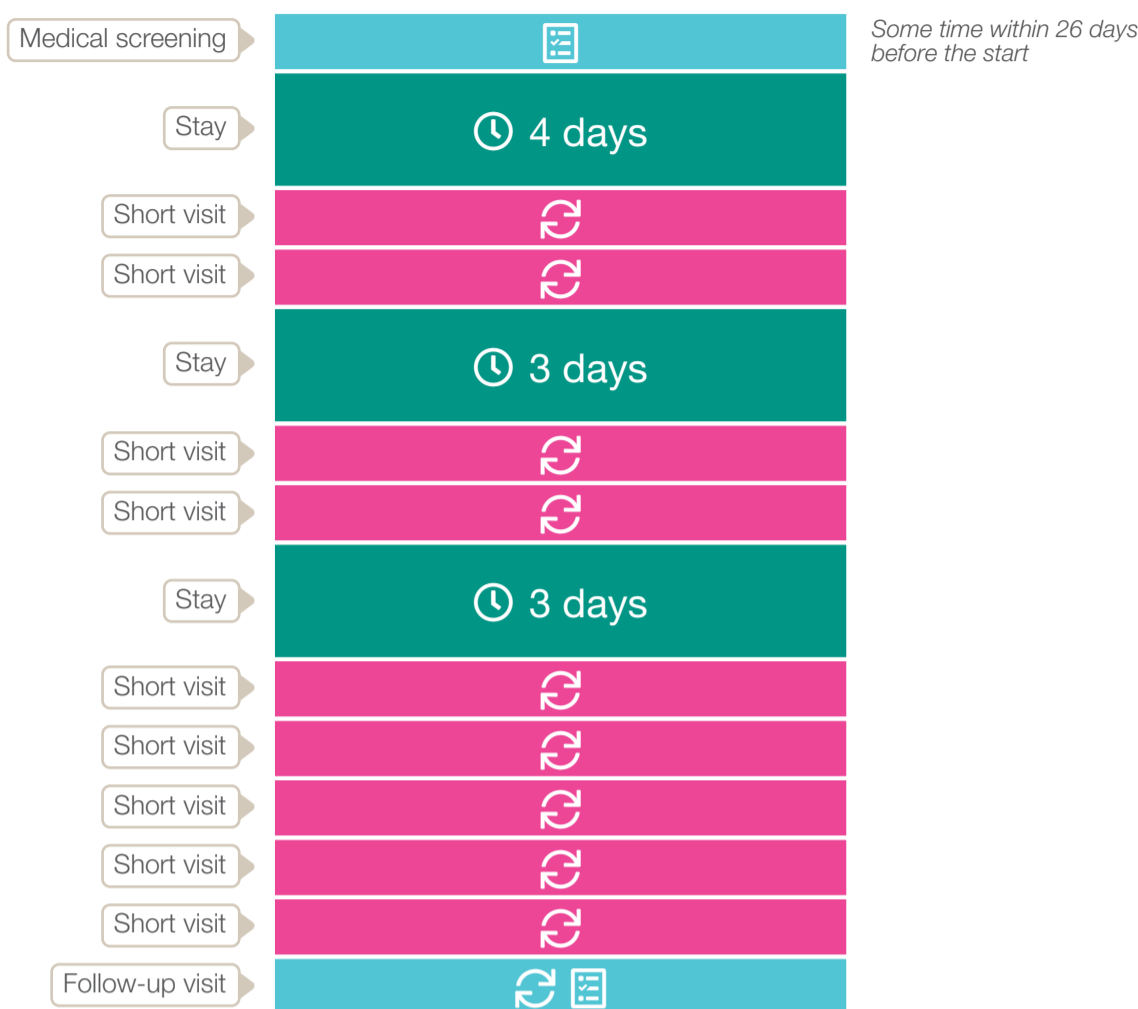 Medical screening
Some time within 26 days
before the start
Stay
4 days
Short visit
Short visit
Stay
3 days
Short visit
Short visit
Stay
3 days
Short visit
Short visit
Short visit
Short visit
Short visit
Follow-up visit